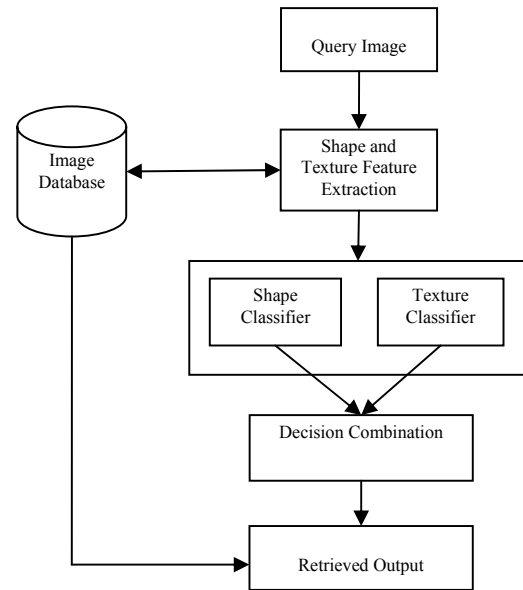 Query Image
Shape and
Texture Feature
Extraction
Image
Database
Shape
Classifier
Texture
Classifier
Decision Combination
Retrieved Output